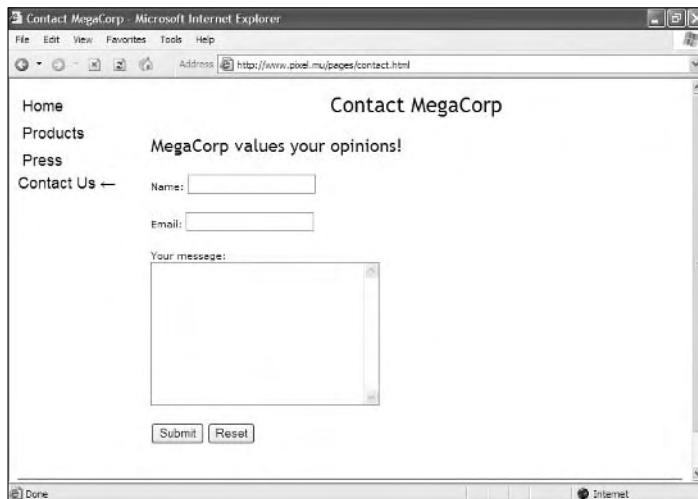 Contact MegaCorp - Microsoft Internet Explorer
File Edit View Favorites Tools Help
Address http://www.pixel.mu/pages/contact.html
Home
Products
Press
Contact Us ←
Contact MegaCorp
MegaCorp values your opinions!
Name:
Email:
Your message:
Submit Reset
Done Internet